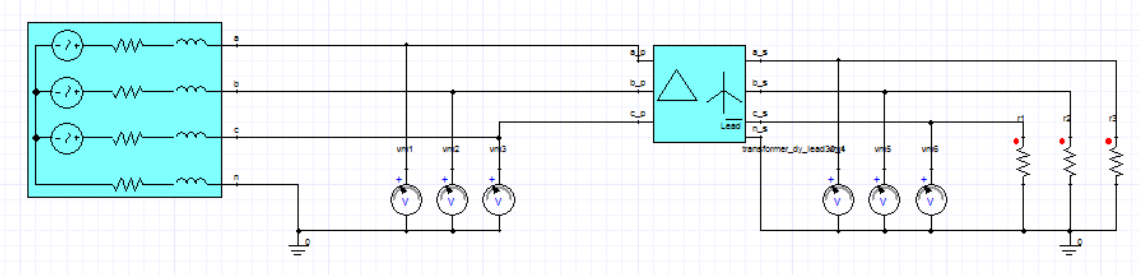 a
b
c
n
0
vm1
vm2
vm3
+
+
+
V
V
V
a_p
b_p
c_p
Lead
a_s
b_s
c_s
n_s
vm5
vm6
+
+
+
V
V
V
r1
r2
r3
0